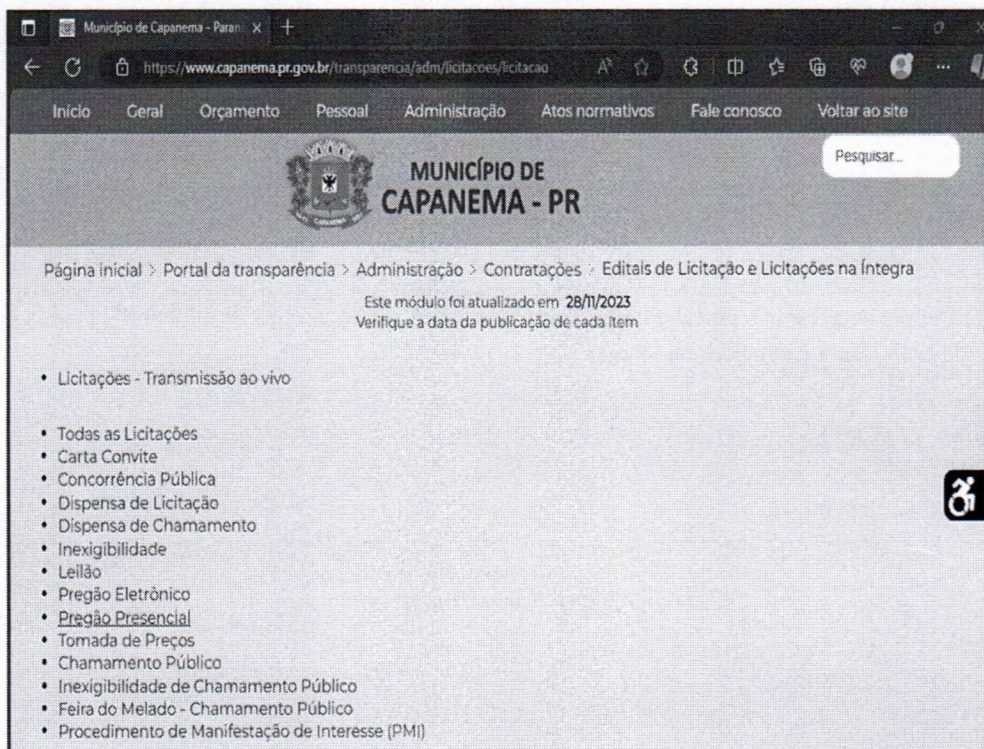 Município de Capanema - Paran
https://www.capanema.pr.gov.br/transparencia/adm/licitacoes/licitacao
Início Geral Orçamento Pessoal Administração Atos normativos Fale conosco Voltar ao site
Pesquisar...
MUNICÍPIO DE
CAPANEMA - PR
Página inicial > Portal da transparência > Administração > Contratações > Editais de Licitação e Licitações na Íntegra
Este módulo foi atualizado em 28/11/2023
Verifique a data da publicação de cada ítem
• Licitações - Transmissão ao vivo
• Todas as Licitações
• Carta Convite
• Concorrência Pública
• Dispensa de Licitação
• Dispensa de Chamamento
• Inexigibilidade
• Leilão
• Pregão Eletrônico
• Pregão Presencial
• Tomada de Preços
• Chamamento Público
• Inexigibilidade de Chamamento Público
• Feira do Melado - Chamamento Público
• Procedimento de Manifestação de Interesse (PMI)